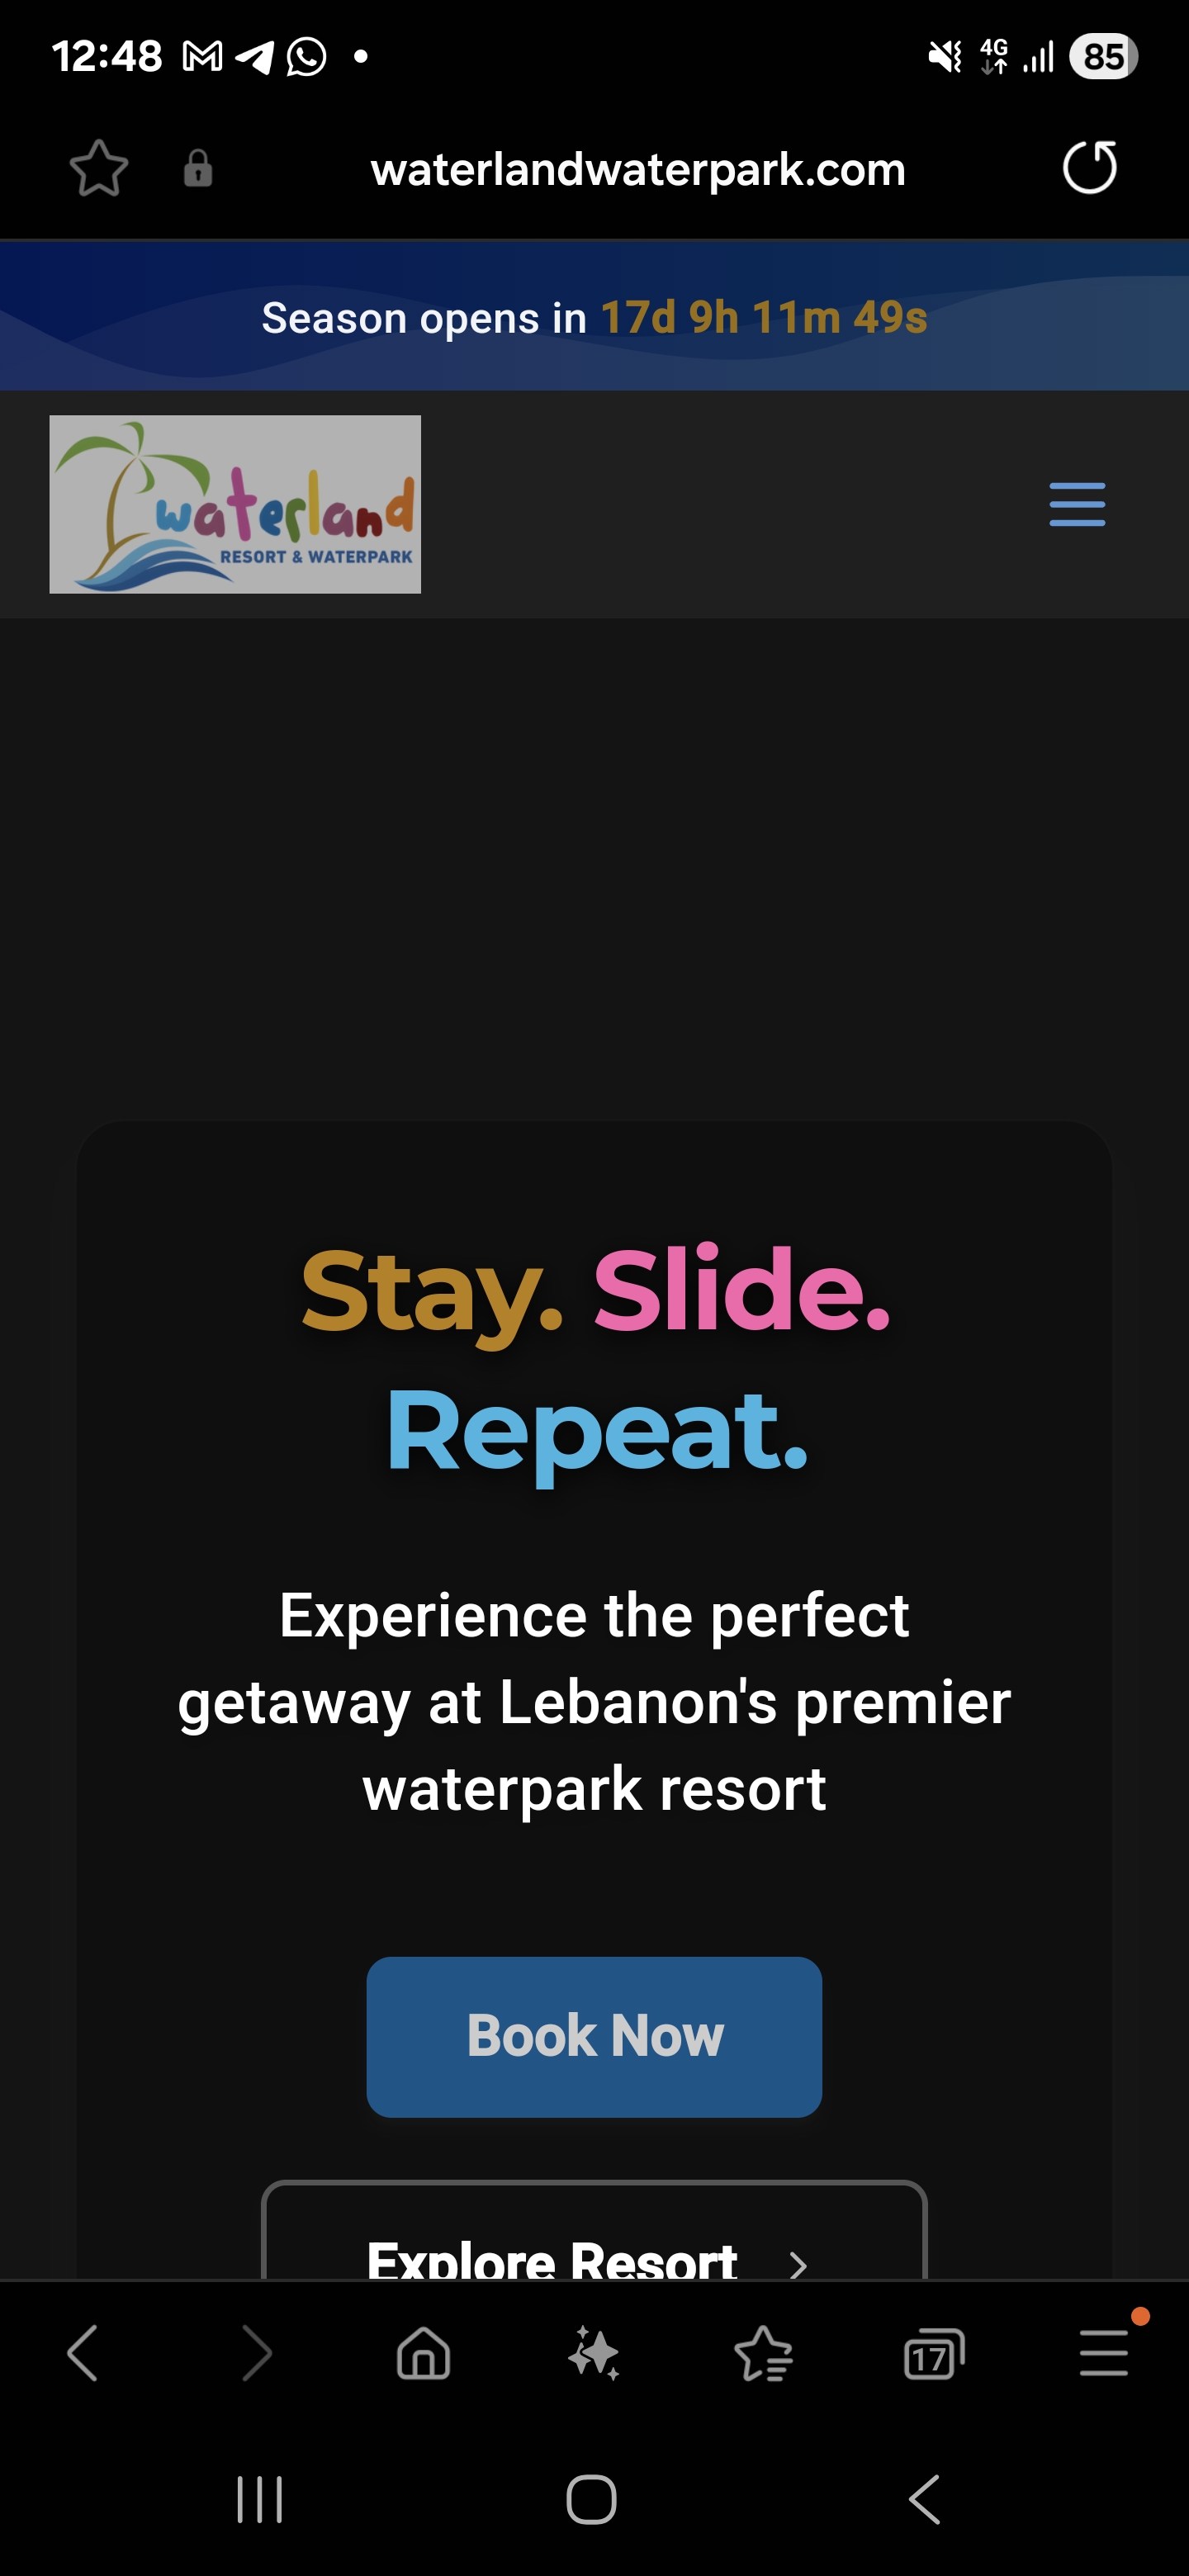 12:48
4G
85
waterlandwaterpark.com
Season opens in 17d 9h 11m 49s
waterland
RESORT & WATERPARK
Stay. Slide.
Repeat.
Experience the perfect
getaway at Lebanon's premier
waterpark resort
Book Now
Explore Resort
17